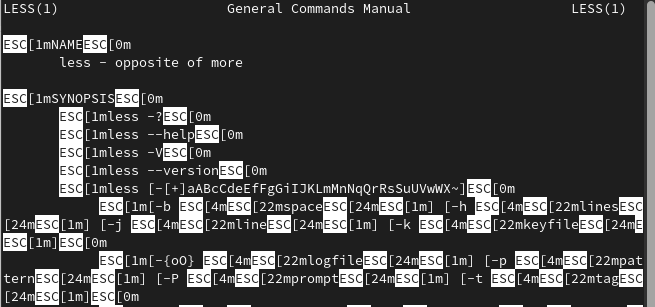 LESS(1)                    General Commands Manual                   LESS(1)
ESC[1mNAMEESC[0m
       less - opposite of more
ESC[1mSYNOPSISESC[0m
       ESC[1mless -?ESC[0m
       ESC[1mless --helpESC[0m
       ESC[1mless -VESC[0m
       ESC[1mless --versionESC[0m
       ESC[1mless [-[+]aABcCdeEfFgGiIJKLmMnNqQrRsSuUVwWX~]ESC[0m
            ESC[1m[-b ESC[4mESC[22mspaceESC[24mESC[1m] [-h ESC[4mESC[22mlinesESC
[24mESC[1m] [-j ESC[4mESC[22mlineESC[24mESC[1m] [-k ESC[4mESC[22mkeyfileESC[24mE
ESC[1m]ESC[0m
            ESC[1m[-{oO} ESC[4mESC[22mlogfileESC[24mESC[1m] [-p ESC[4mESC[22mpat
ternESC[24mESC[1m] [-P ESC[4mESC[22mpromptESC[24mESC[1m] [-t ESC[4mESC[22mtagESC
[24mESC[1m]ESC[0m